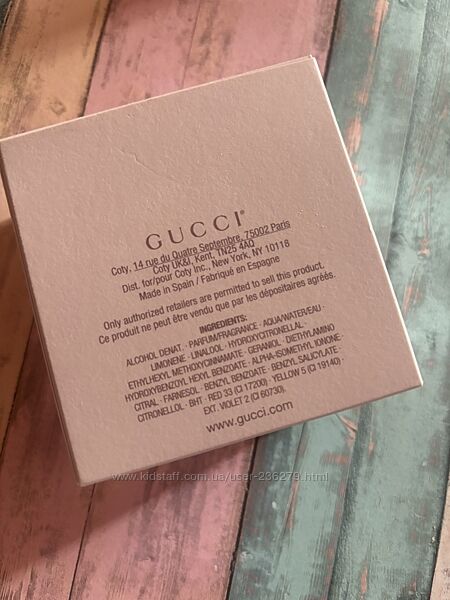 GUCCI®
Coty, 14 rue du Quatre Septembre, 75002 Paris
Coty UK&I, Kent, TN25 4AQ
Dist. for/pour Coty Inc., New York, NY 10118
Made in Spain / Fabriqué en Espagne
Only authorized retailers are permitted to sell this product.
Ce produit ne peut être vendu que par les dépositaires agréés.
INGREDIENTS:
ALCOHOL DENAT. · PARFUM/FRAGRANCE · AQUA/WATER/EAU ·
LIMONENE · LINALOOL · HYDROXYCITRONELLAL ·
ETHYLHEXYL METHOXYCINNAMATE · GERANIOL · DIETHYLAMINO
HYDROXYBENZOYL HEXYL BENZOATE · ALPHA-ISOMETHYL IONONE ·
CITRAL · FARNESOL · BENZYL BENZOATE · BENZYL SALICYLATE ·
CITRONELLOL · BHT · RED 33 (CI 17200) · YELLOW 5 (CI 19140) ·
EXT. VIOLET 2 (CI 60730).
www.gucci.com
www.kidstaff.com.ua/user-236279.html